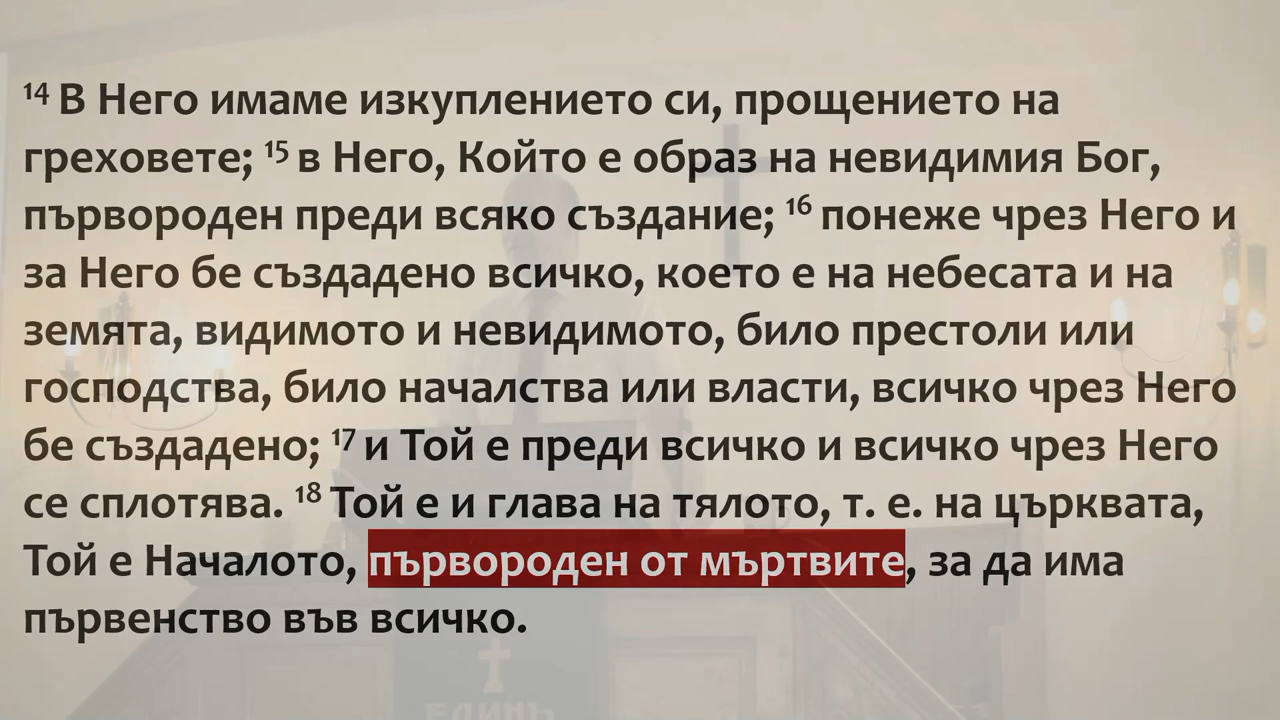 14 В Него имаме изкуплението си, прощението на
греховете; 15 в Него, Който е образ на невидимия Бог,
първороден преди всяко създание; 16 понеже чрез Него и
за Него бе създадено всичко, което е на небесата и на
земята, видимото и невидимото, било престоли или
господства, било началства или власти, всичко чрез Него
бе създадено; 17 и Той е преди всичко и всичко чрез Него
се сплотява. 18 Той е и глава на тялото, т. е. на църквата,
Той е Началото, първороден от мъртвите, за да има
първенство във всичко.
ЕДИНЪ